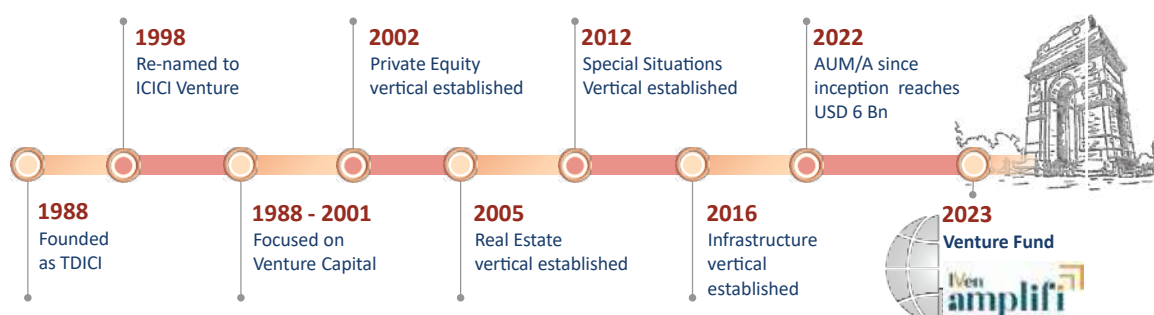 1998
Re-named to
ICICI Venture
2002
Private Equity
vertical established
2012
Special Situations
Vertical established
2022
AUM/A since
inception reaches
USD 6 Bn
1988
Founded
as TDICI
1988 - 2001
Focused on
Venture Capital
2005
Real Estate
vertical established
2016
Infrastructure
vertical
established
2023
Venture Fund
IVen
amplifi